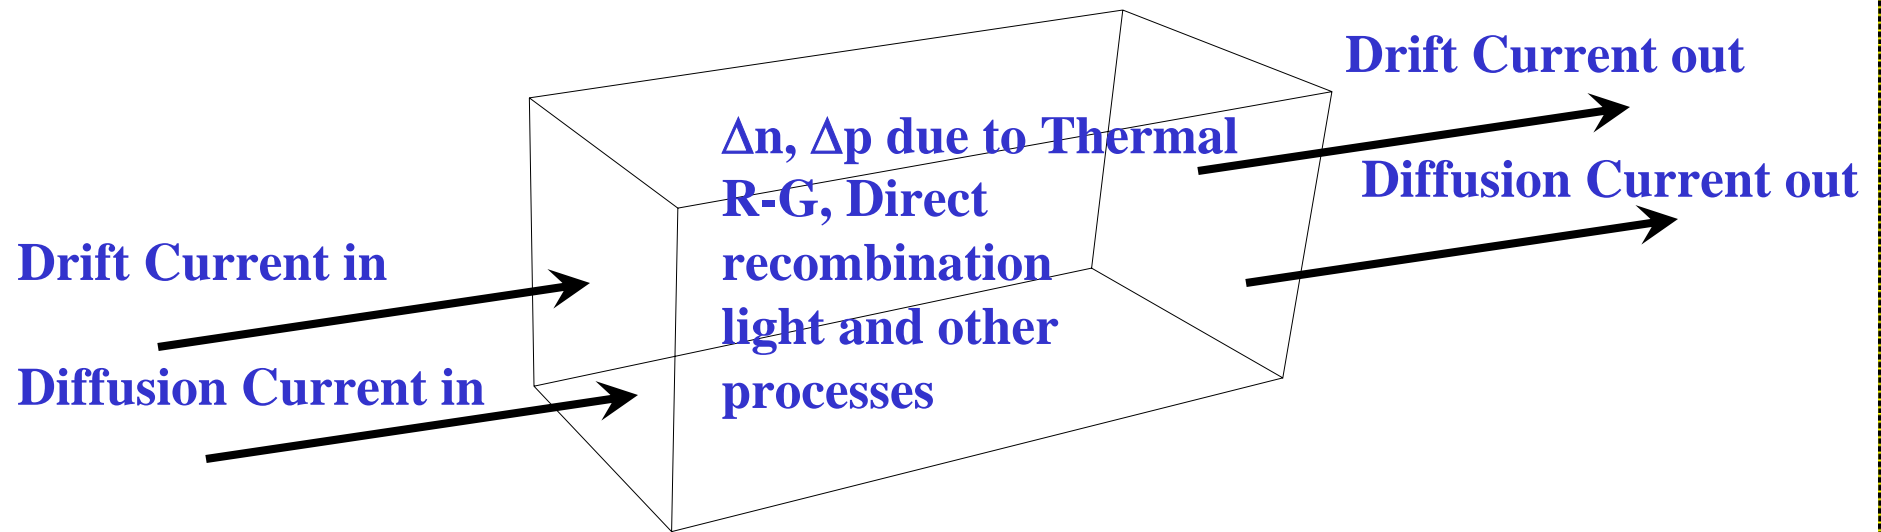 Drift Current out
Δn, Δp due to Thermal
Diffusion Current out
R-G, Direct
Drift Current in
recombination
light and other
Diffusion Current in
processes